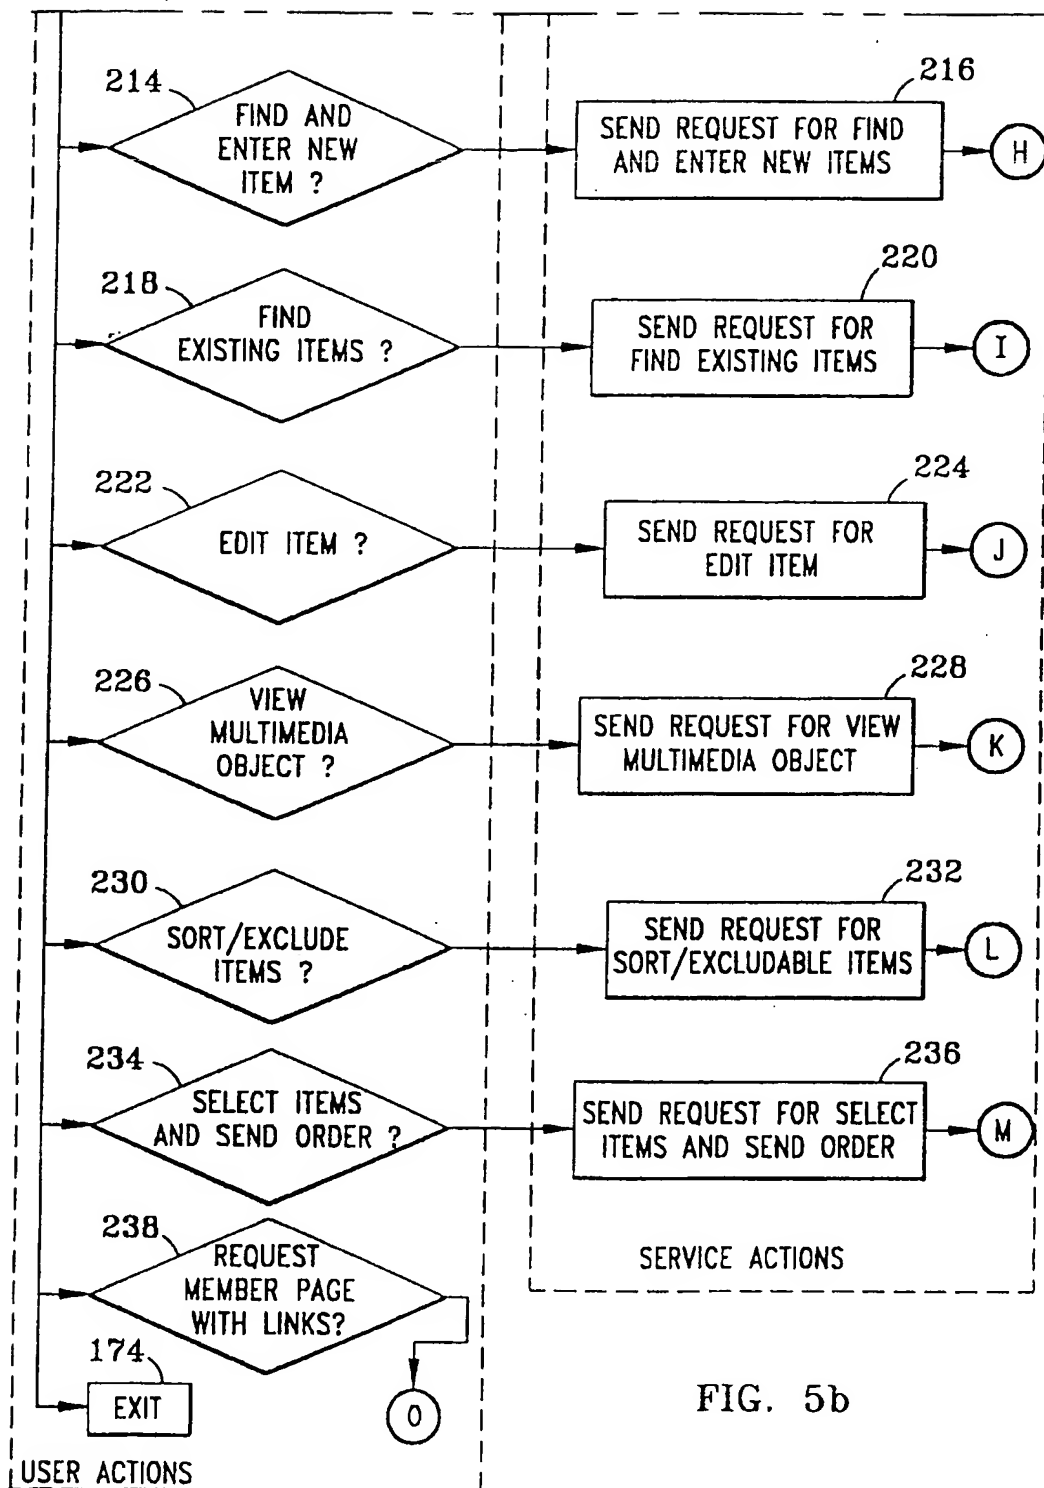 214
FIND AND
ENTER NEW
ITEM ?
216
SEND REQUEST FOR FIND
AND ENTER NEW ITEMS
H
218
FIND
EXISTING ITEMS ?
220
SEND REQUEST FOR
FIND EXISTING ITEMS
I
222
EDIT ITEM ?
224
SEND REQUEST FOR
EDIT ITEM
J
226
VIEW
MULTIMEDIA
OBJECT ?
228
SEND REQUEST FOR VIEW
MULTIMEDIA OBJECT
K
230
SORT/EXCLUDE
ITEMS ?
232
SEND REQUEST FOR
SORT/EXCLUDABLE ITEMS
L
234
SELECT ITEMS
AND SEND ORDER ?
236
SEND REQUEST FOR SELECT
ITEMS AND SEND ORDER
M
238
REQUEST
MEMBER PAGE
WITH LINKS?
SERVICE ACTIONS
174
EXIT
O
FIG. 5b
USER ACTIONS